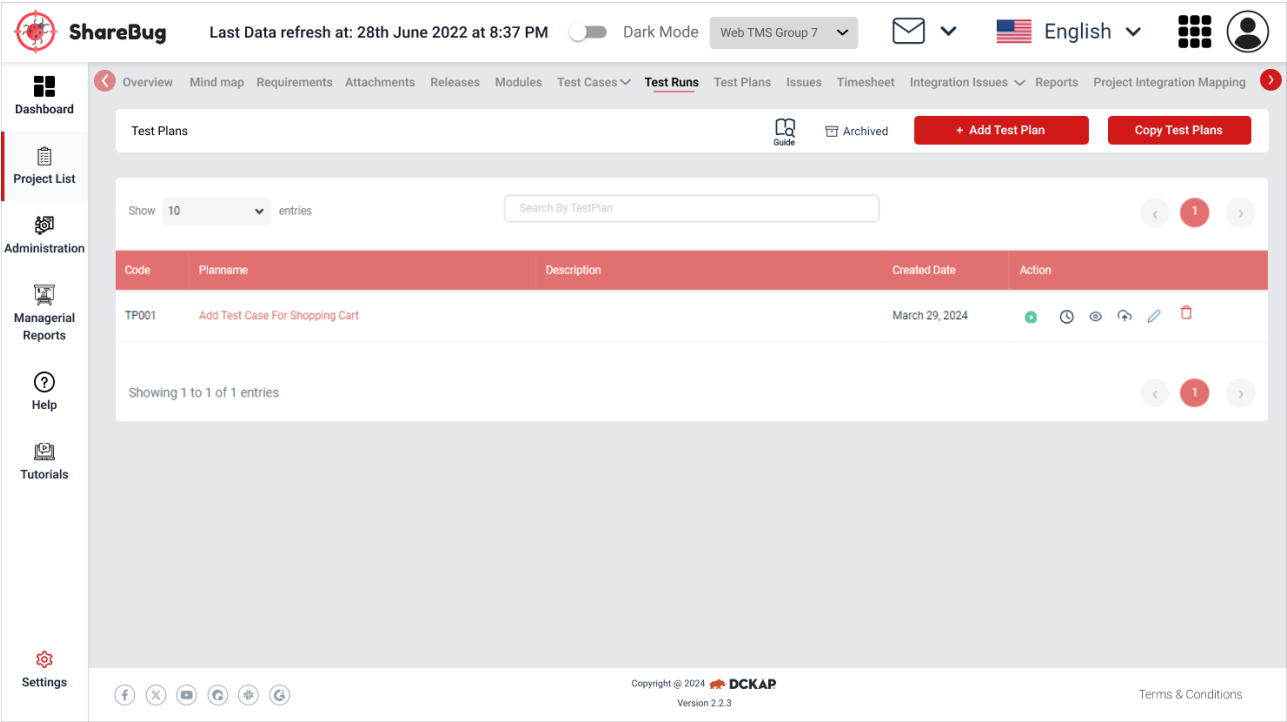 ShareBug
Last Data refresh at: 28th June 2022 at 8:37 PM
Dark Mode
Web TMS Group 7
English
Dashboard
Project List
Administration
Managerial
Reports
Help
Tutorials
Settings
Overview Mind map Requirements Attachments Releases Modules Test Cases Test Runs Test Plans Issues Timesheet Integration Issues Reports Project Integration Mapping
Test Plans
Guide
Archived
+ Add Test Plan
Copy Test Plans
Show 10 entries
Search By TestPlan
1
Code Planname Description Created Date Action
TP001 Add Test Case For Shopping Cart March 29, 2024
Showing 1 to 1 of 1 entries
1
Copyright @ 2024 DCKAP
Version 2.2.3
Terms & Conditions